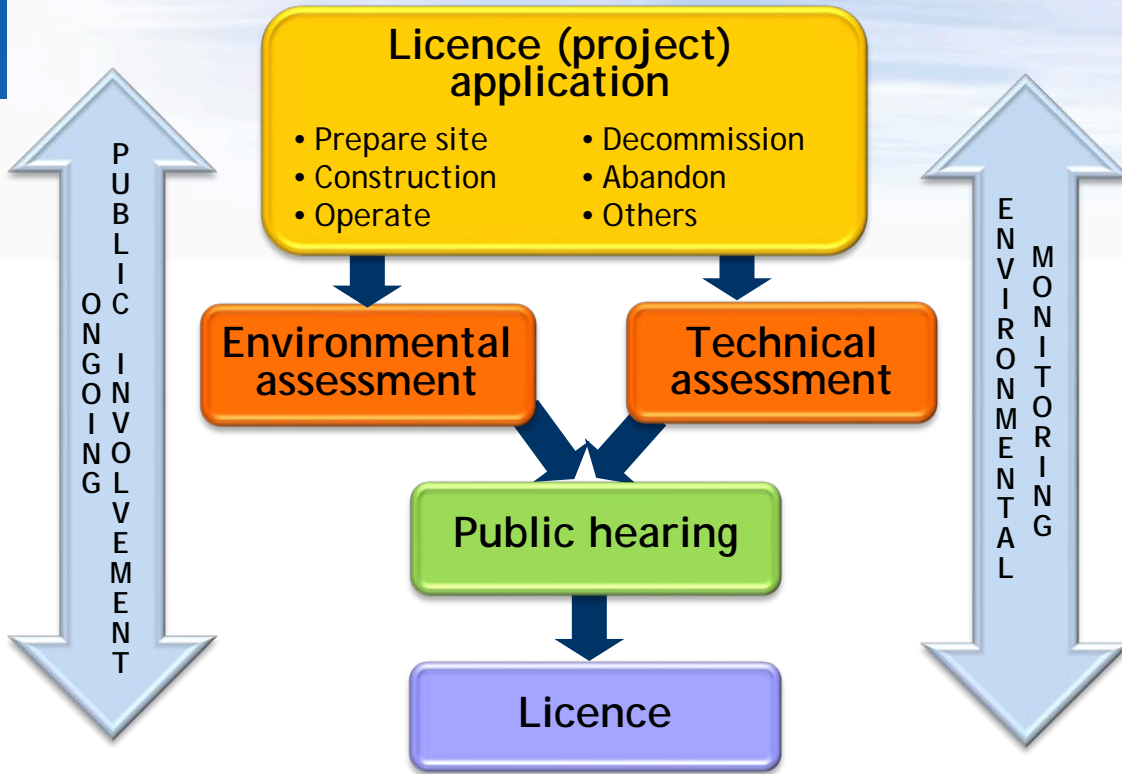 Licence (project)
application
• Prepare site
• Construction
• Operate
• Decommission
• Abandon
• Others
ONGOING
PUBLIC INVOLVEMENT
ENVIRONMENTAL
MONITORING
Environmental
assessment
Technical
assessment
Public hearing
Licence